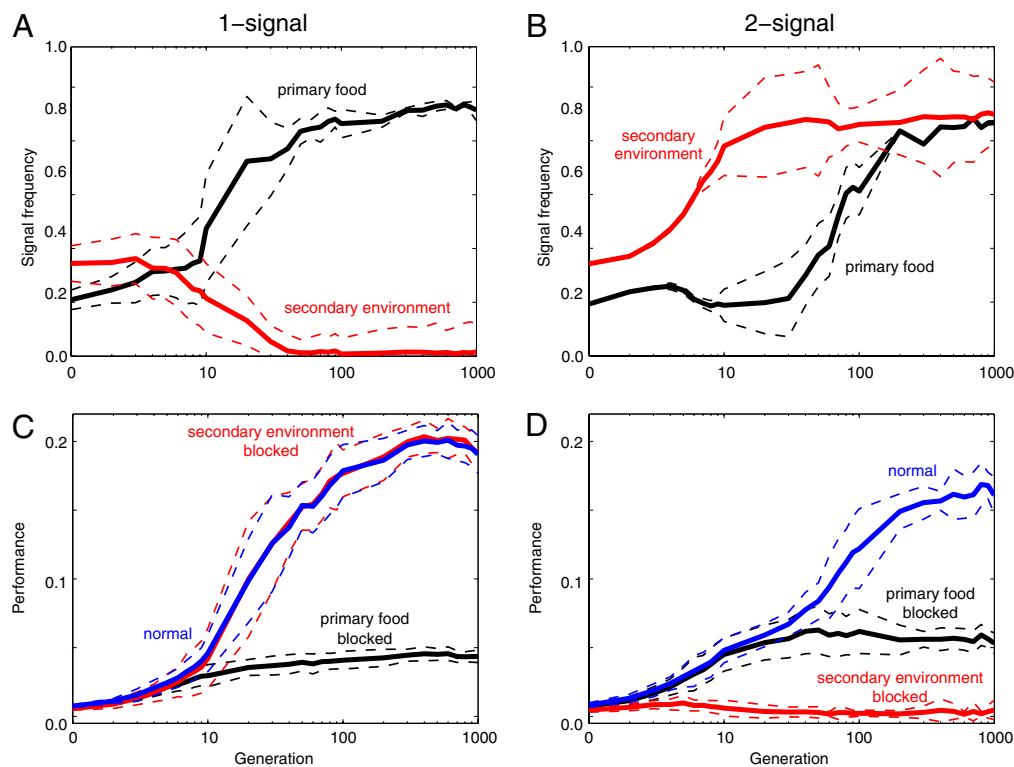 A
1−signal
B
2−signal
1.0
0.8
0.6
0.4
0.2
0.0
Signal frequency
primary food
secondary environment
0
10
100
1000
1.0
0.8
0.6
0.4
0.2
0.0
Signal frequency
secondary
environment
primary food
0
10
100
1000
C
0.2
0.1
0.0
Performance
secondary environment
blocked
normal
primary food
blocked
0
10
100
1000
Generation
D
0.2
0.1
0.0
Performance
normal
primary food
blocked
secondary environment
blocked
0
10
100
1000
Generation